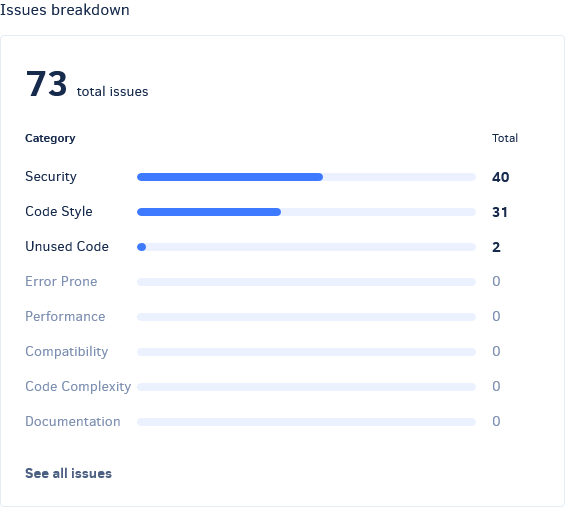 Issues breakdown
73 total issues
Category Total
Security 40
Code Style 31
Unused Code 2
Error Prone 0
Performance 0
Compatibility 0
Code Complexity 0
Documentation 0
See all issues